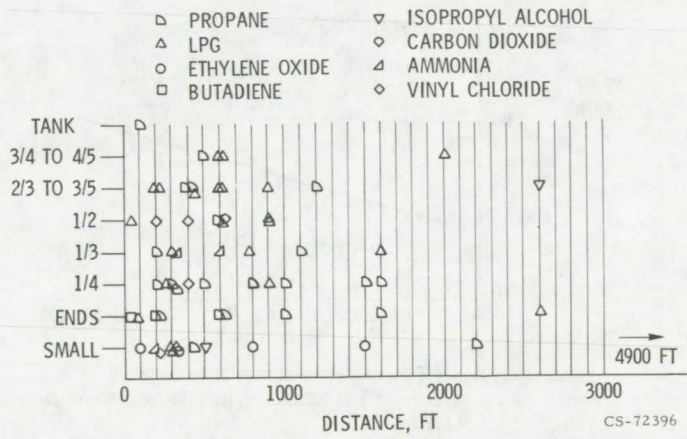 PROPANE
LPG
ETHYLENE OXIDE
BUTADIENE
ISOPROPYL ALCOHOL
CARBON DIOXIDE
AMMONIA
VINYL CHLORIDE
TANK
3/4 TO 4/5
2/3 TO 3/5
1/2
1/3
1/4
ENDS
SMALL
4900 FT
0 1000 2000 3000
DISTANCE, FT
CS-72396